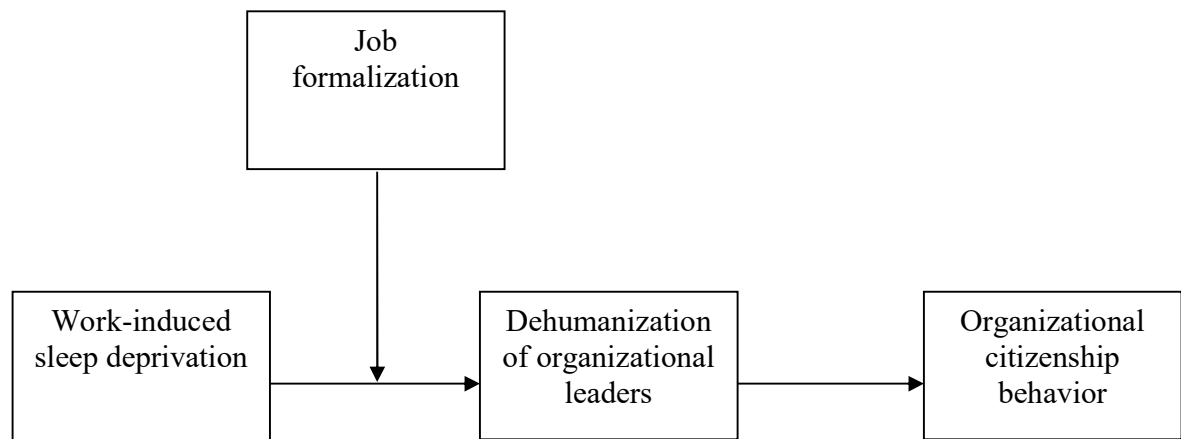 Job
formalization
Work-induced
sleep deprivation
Dehumanization
of organizational
leaders
Organizational
citizenship
behavior